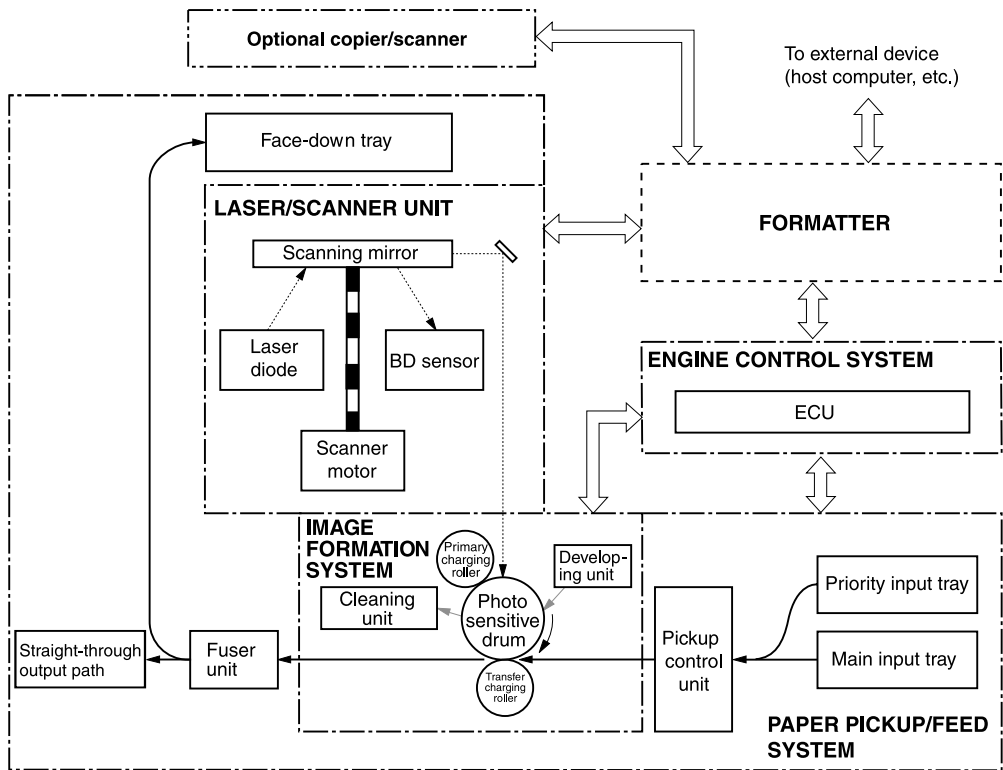 Optional copier/scanner
To external device
(host computer, etc.)
Face-down tray
LASER/SCANNER UNIT
FORMATTER
Scanning mirror
Laser
diode
BD sensor
ENGINE CONTROL SYSTEM
ECU
Scanner
motor
IMAGE
FORMATION
SYSTEM
Primary
charging
roller
Develop-
ing unit
Cleaning
unit
Photo
sensitive
drum
Priority input tray
Pickup
control
unit
Main input tray
Straight-through
output path
Fuser
unit
Transfer
charging
roller
PAPER PICKUP/FEED
SYSTEM